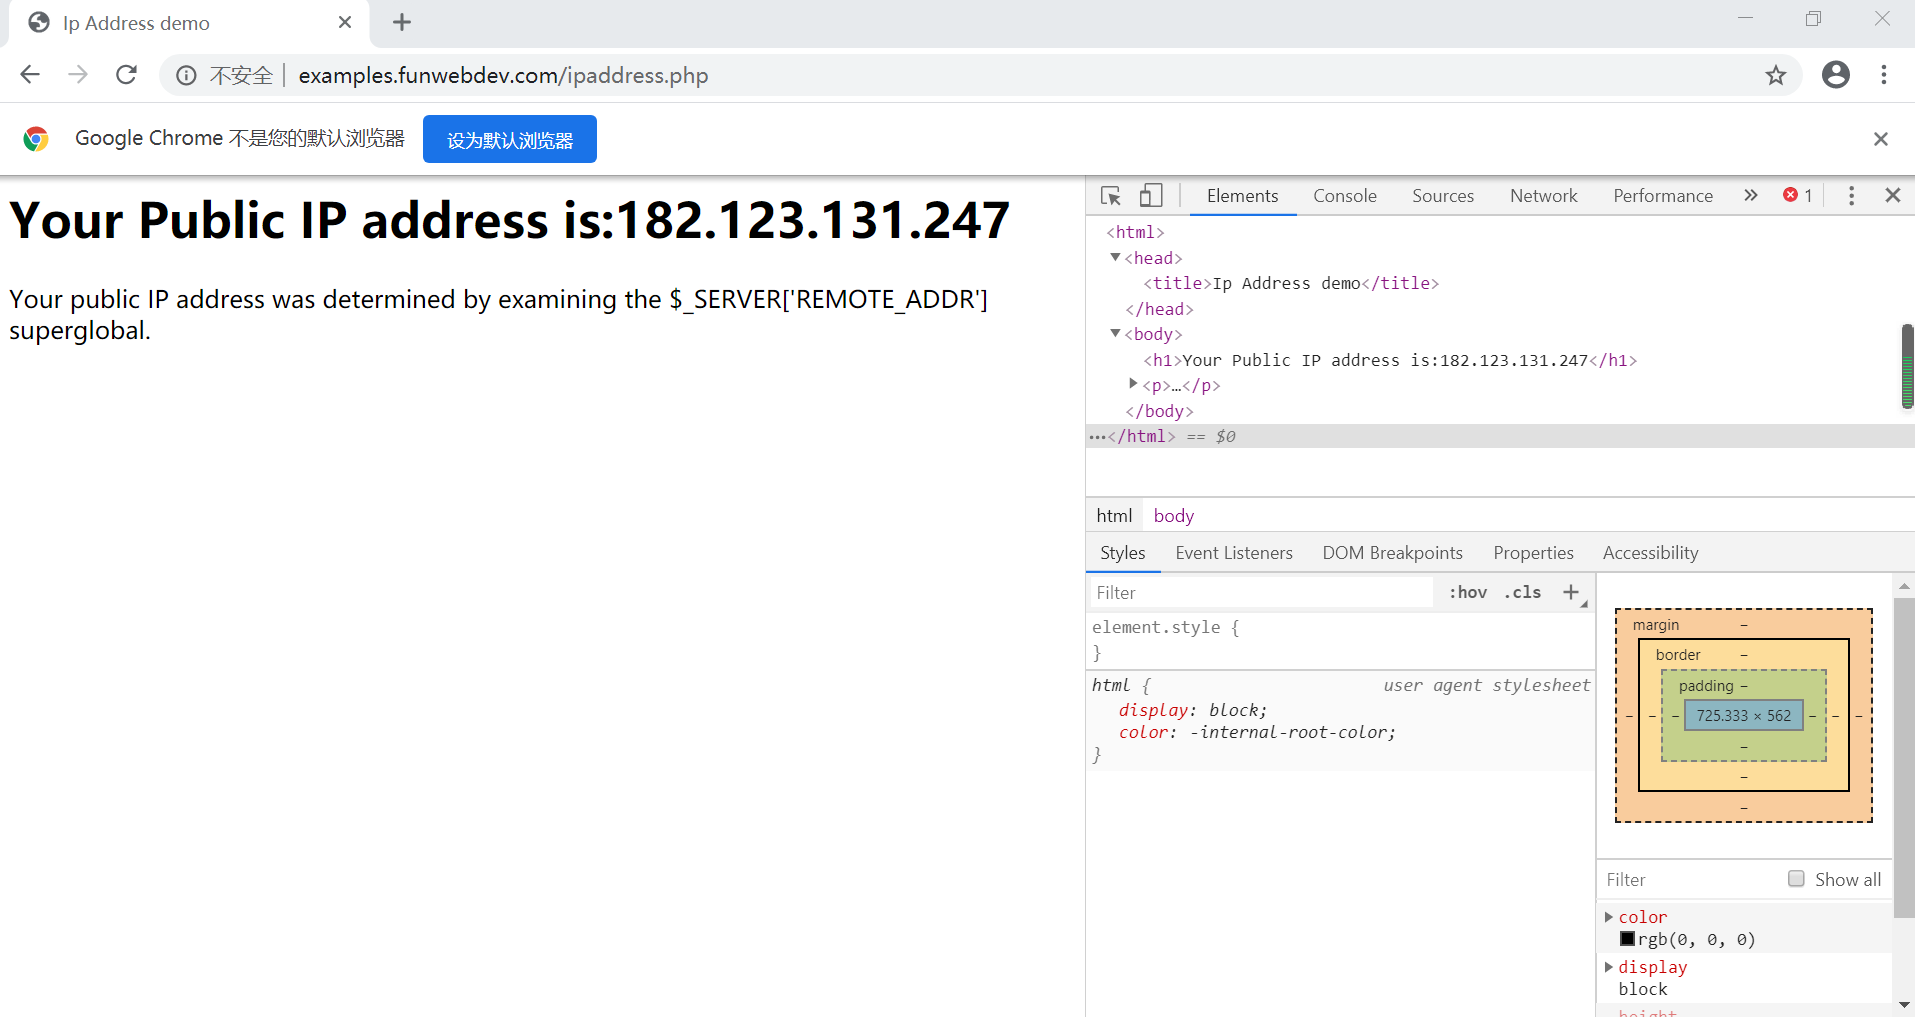 Ip Address demo
不安全 examples.funwebdev.com/ipaddress.php
Google Chrome 不是您的默认浏览器 设为默认浏览器
Your Public IP address is:182.123.131.247
Your public IP address was determined by examining the $_SERVER['REMOTE_ADDR']
superglobal.
Elements Console Sources Network Performance » 1
<html>
<head>
<title>Ip Address demo</title>
</head>
<body>
<h1>Your Public IP address is:182.123.131.247</h1>
<p>…</p>
</body>
…</html> == $0
html body
Styles Event Listeners DOM Breakpoints Properties Accessibility
Filter :hov .cls +
element.style {
}
html { user agent stylesheet
display: block;
color: -internal-root-color;
}
margin –
border –
padding –
– – – 725.333 × 562 – – –
–
–
–
Filter Show all
color
rgb(0, 0, 0)
display
block
height